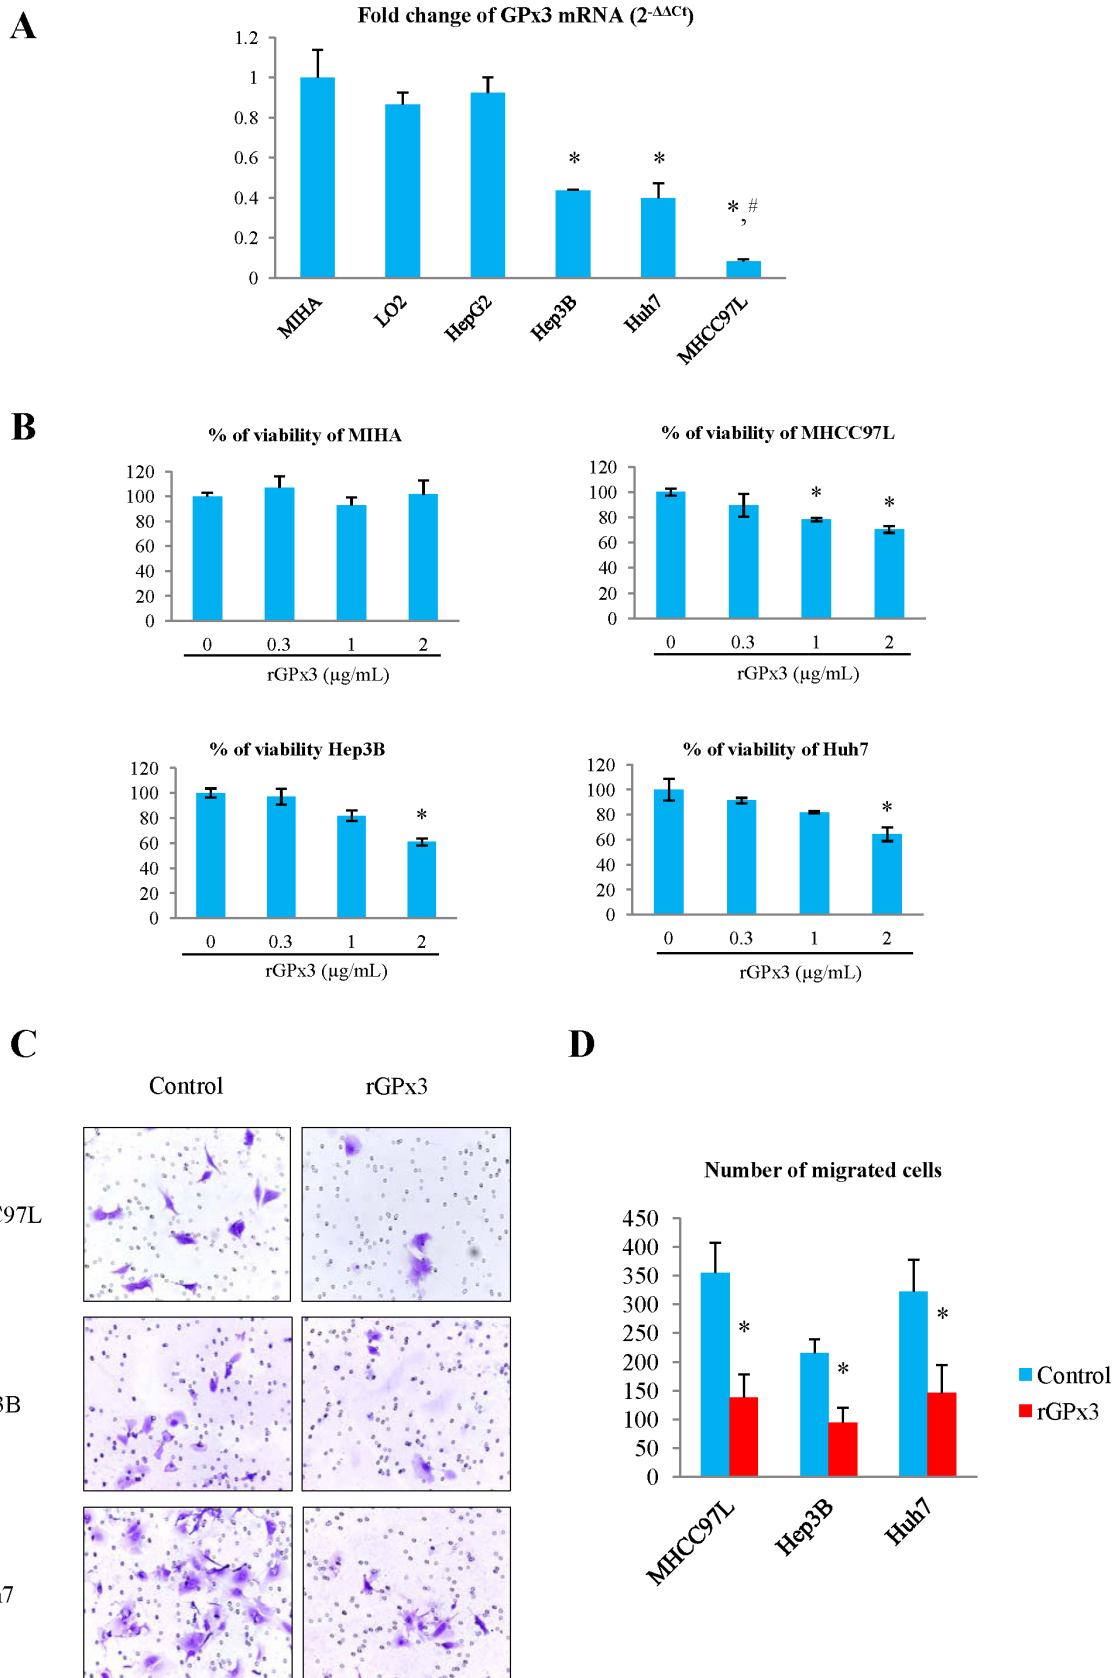 A
Fold change of GPx3 mRNA (2-ΔΔCt)
1.2
1
0.8
0.6
0.4
0.2
0
*
*
*,#
MIHA
LO2
HepG2
Hep3B
Huh7
MHCC97L
B
% of viability of MIHA
120
100
80
60
40
20
0
0 0.3 1 2
rGPx3 (µg/mL)
% of viability of MHCC97L
120
100
80
60
40
20
0
*
*
0 0.3 1 2
rGPx3 (µg/mL)
% of viability Hep3B
120
100
80
60
40
20
0
*
0 0.3 1 2
rGPx3 (µg/mL)
% of viability of Huh7
120
100
80
60
40
20
0
*
0 0.3 1 2
rGPx3 (µg/mL)
C
Control rGPx3
C97L
3B
h7
D
Number of migrated cells
450
400
350
300
250
200
150
100
50
0
*
*
*
MHCC97L
Hep3B
Huh7
Control
rGPx3